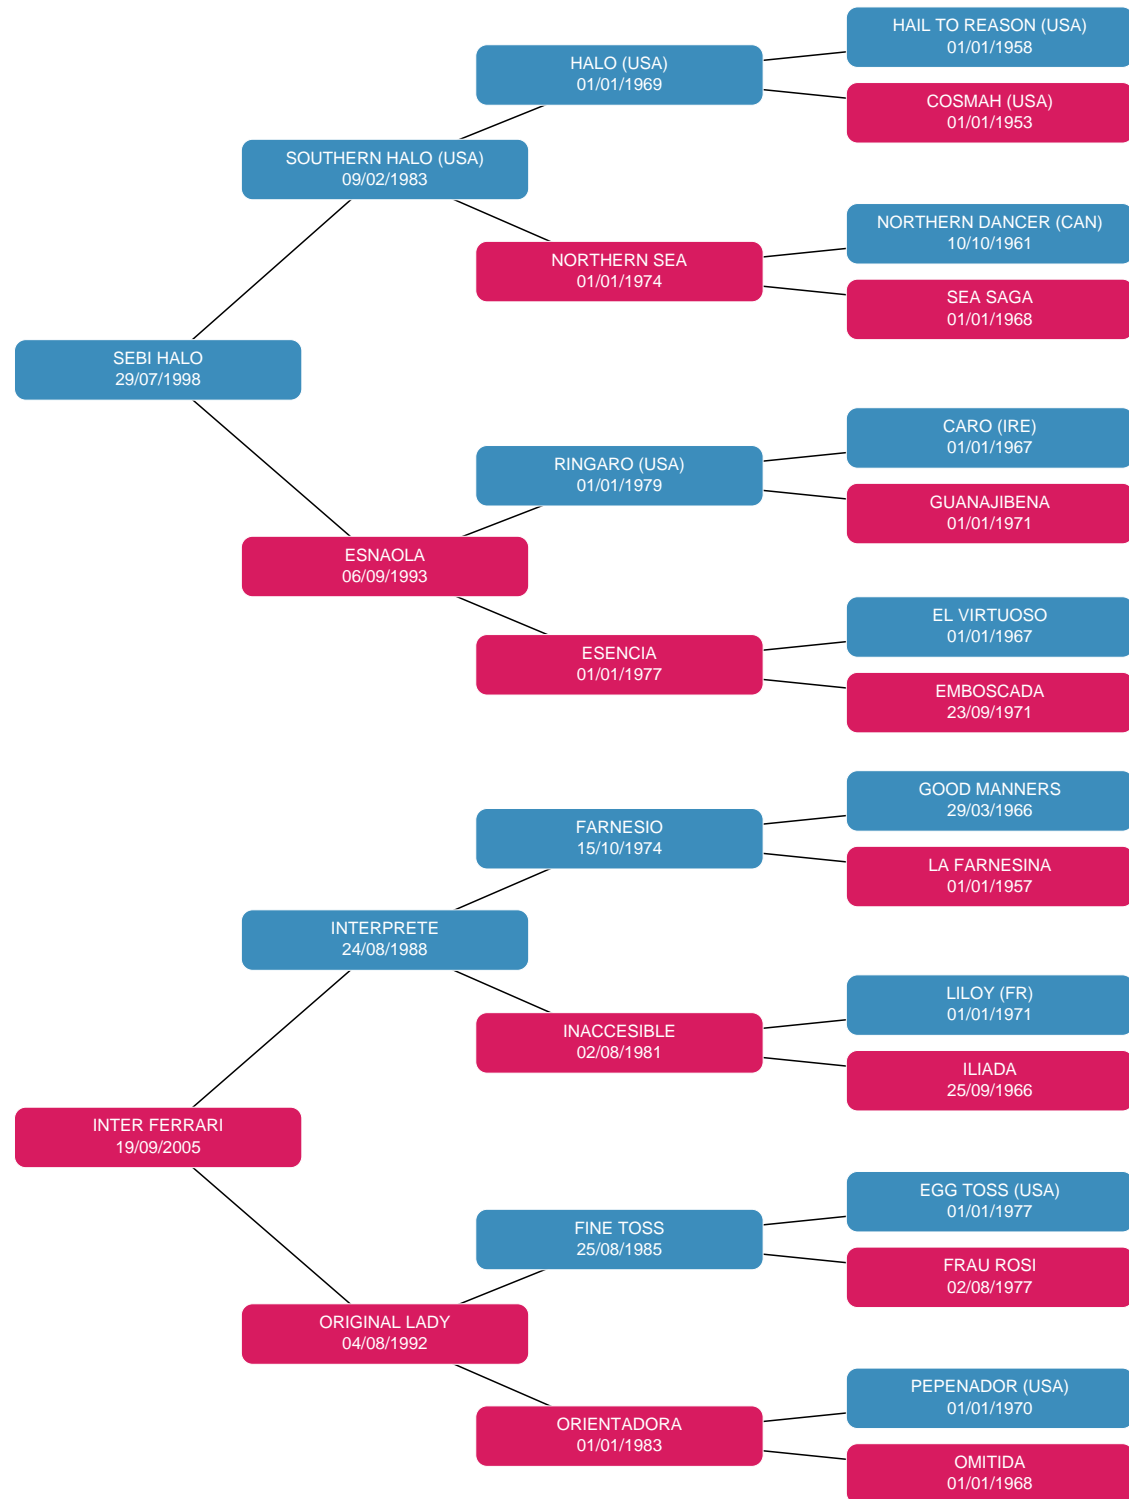 HAIL TO REASON (USA)
01/01/1958
HALO (USA)
01/01/1969
COSMAH (USA)
01/01/1953
SOUTHERN HALO (USA)
09/02/1983
NORTHERN DANCER (CAN)
10/10/1961
NORTHERN SEA
01/01/1974
SEA SAGA
01/01/1968
SEBI HALO
29/07/1998
CARO (IRE)
01/01/1967
RINGARO (USA)
01/01/1979
GUANAJIBENA
01/01/1971
ESNAOLA
06/09/1993
EL VIRTUOSO
01/01/1967
ESENCIA
01/01/1977
EMBOSCADA
23/09/1971
GOOD MANNERS
29/03/1966
FARNESIO
15/10/1974
LA FARNESINA
01/01/1957
INTERPRETE
24/08/1988
LILOY (FR)
01/01/1971
INACCESIBLE
02/08/1981
ILIADA
25/09/1966
INTER FERRARI
19/09/2005
EGG TOSS (USA)
01/01/1977
FINE TOSS
25/08/1985
FRAU ROSI
02/08/1977
ORIGINAL LADY
04/08/1992
PEPENADOR (USA)
01/01/1970
ORIENTADORA
01/01/1983
OMITIDA
01/01/1968